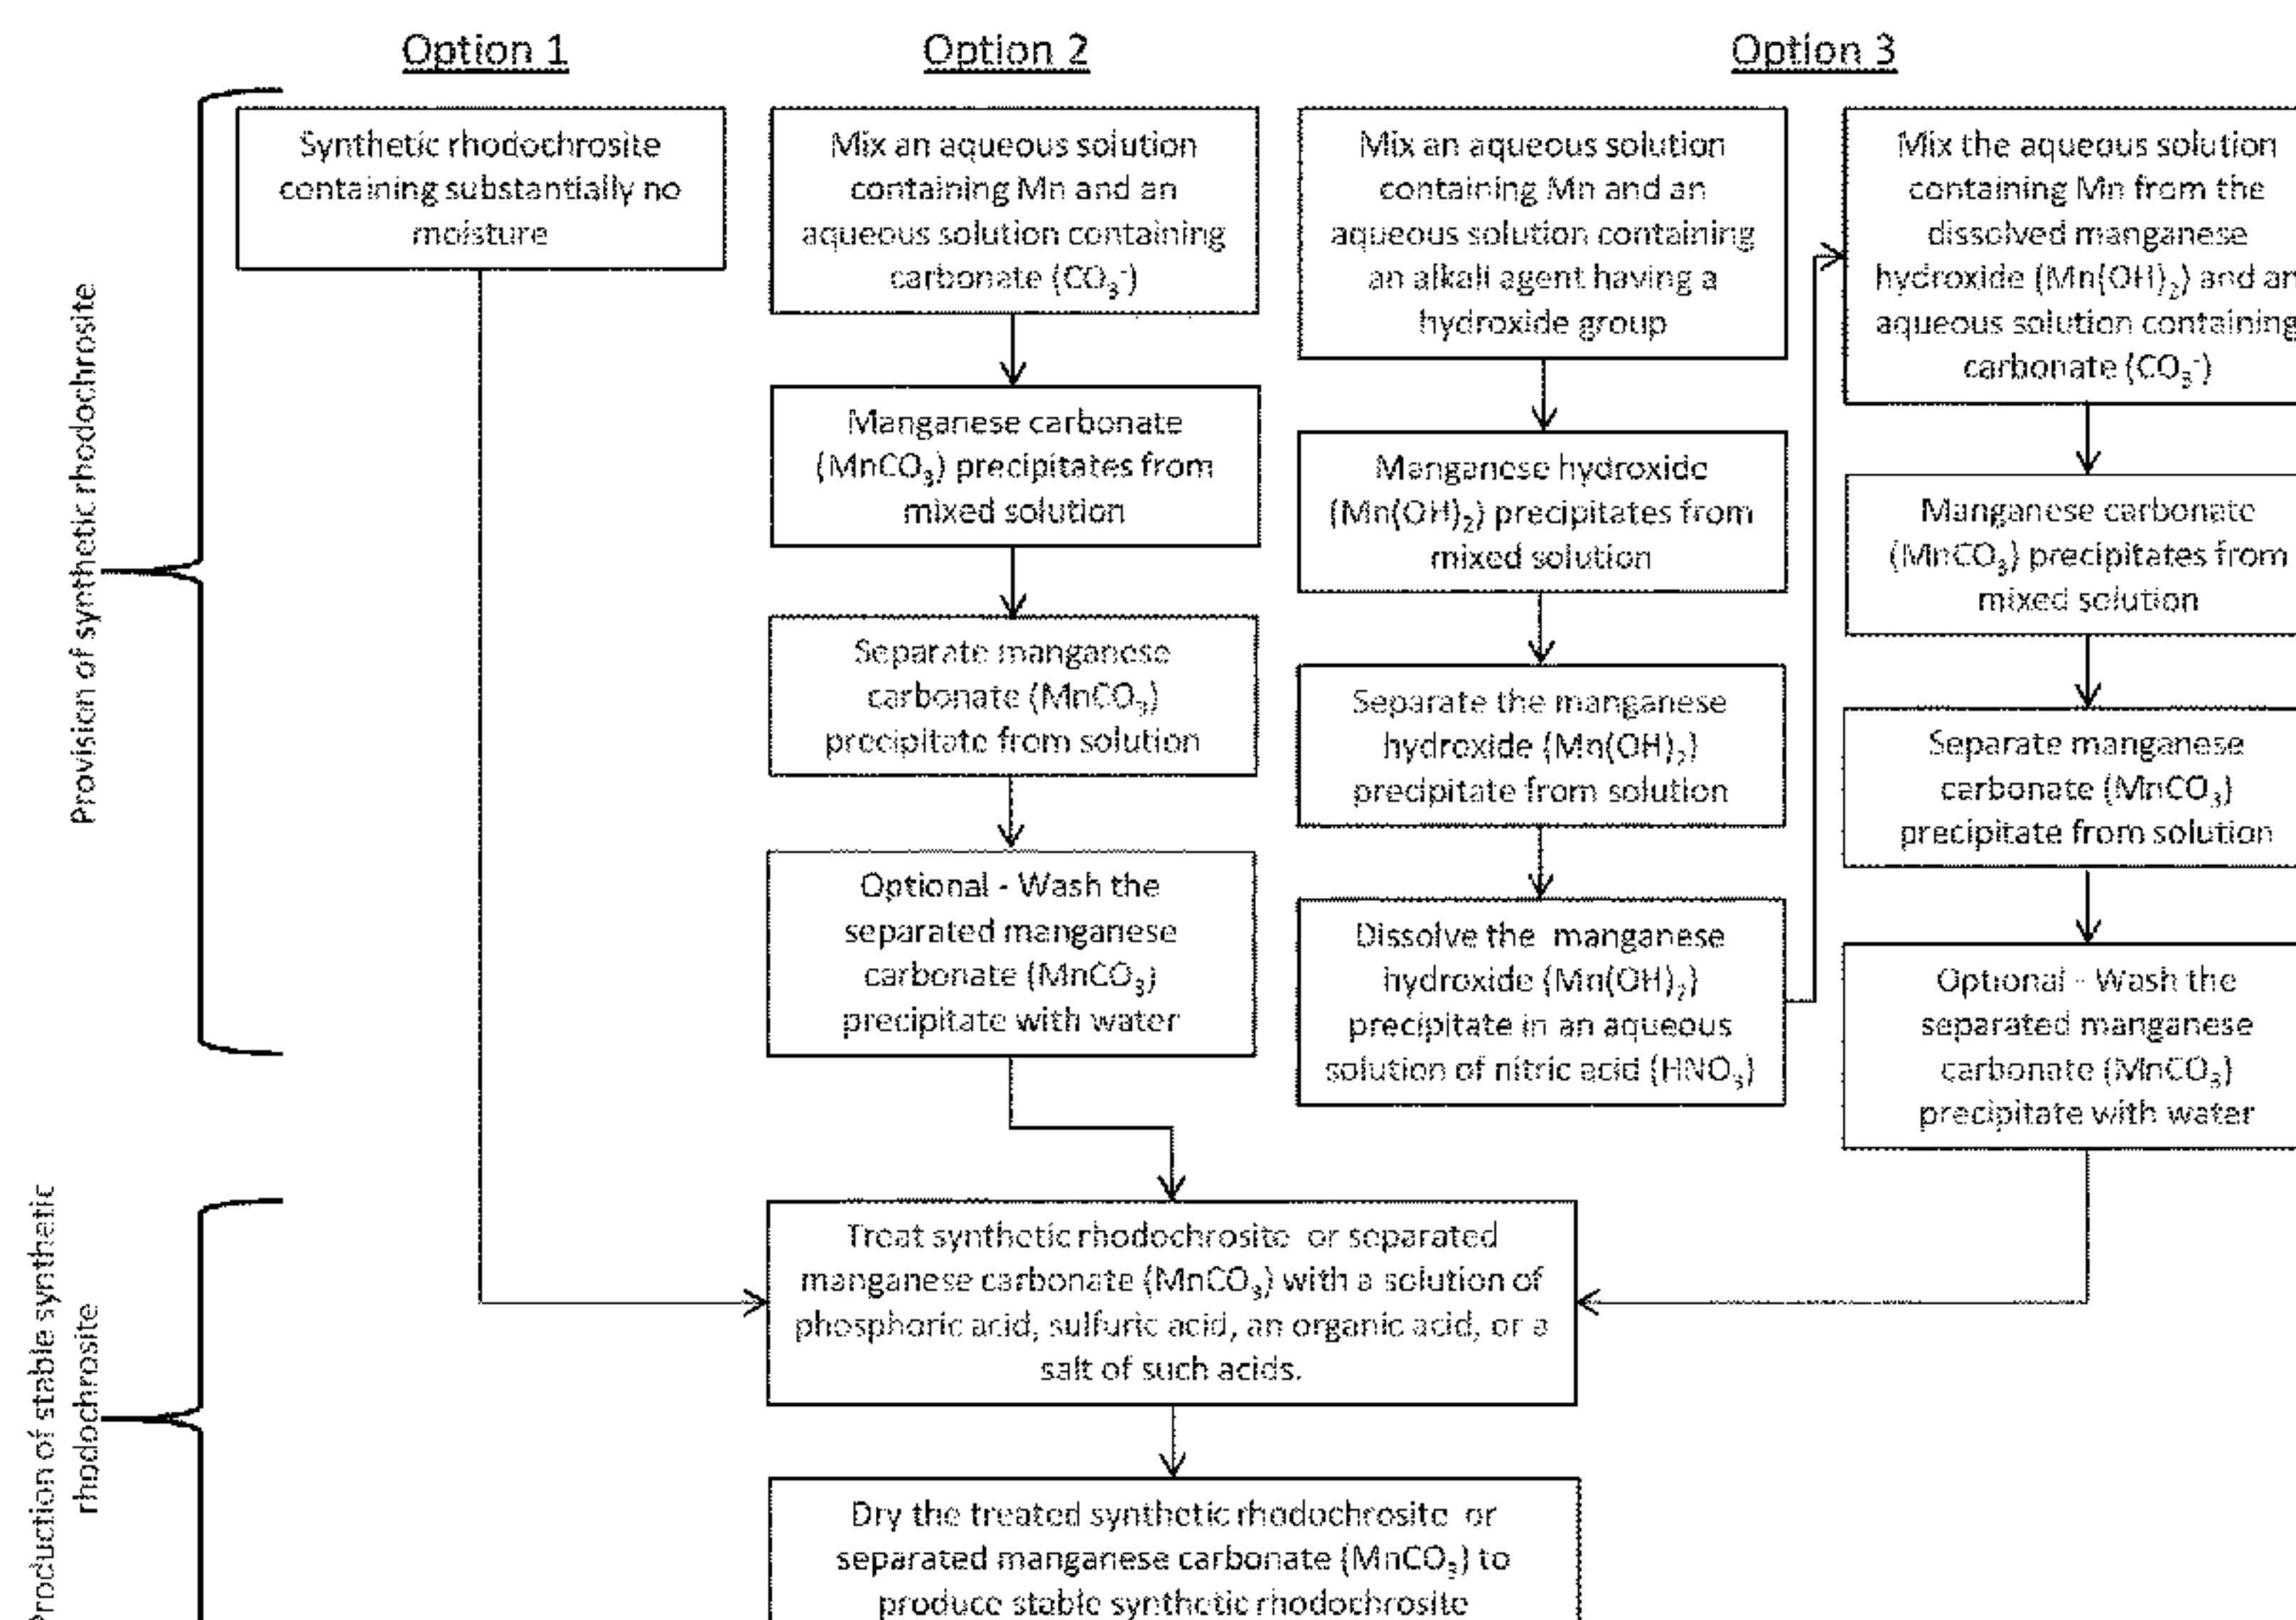 Option 1
Option 2
Option 3
Provision of synthetic rhodochrosite
Synthetic rhodochrosite
containing substantially no
moisture
Mix an aqueous solution
containing Mn and an
aqueous solution containing
carbonate (CO₃⁻)
Manganese carbonate
(MnCO₃) precipitates from
mixed solution
Separate manganese
carbonate (MnCO₃)
precipitate from solution
Optional - Wash the
separated manganese
carbonate (MnCO₃)
precipitate with water
Mix an aqueous solution
containing Mn and an
aqueous solution containing
an alkali agent having a
hydroxide group
Manganese hydroxide
(Mn(OH)₂) precipitates from
mixed solution
Separate the manganese
hydroxide (Mn(OH)₂)
precipitate from solution
Dissolve the manganese
hydroxide (Mn(OH)₂)
precipitate in an aqueous
solution of nitric acid (HNO₃)
Mix the aqueous solution
containing Mn from the
dissolved manganese
hydroxide (Mn(OH)₂) and an
aqueous solution containing
carbonate (CO₃⁻)
Manganese carbonate
(MnCO₃) precipitates from
mixed solution
Separate manganese
carbonate (MnCO₃)
precipitate from solution
Optional - Wash the
separated manganese
carbonate (MnCO₃)
precipitate with water
Production of stable synthetic
rhodochrosite
Treat synthetic rhodochrosite or separated
manganese carbonate (MnCO₃) with a solution of
phosphoric acid, sulfuric acid, an organic acid, or a
salt of such acids.
Dry the treated synthetic rhodochrosite or
separated manganese carbonate (MnCO₃) to
produce stable synthetic rhodochrosite